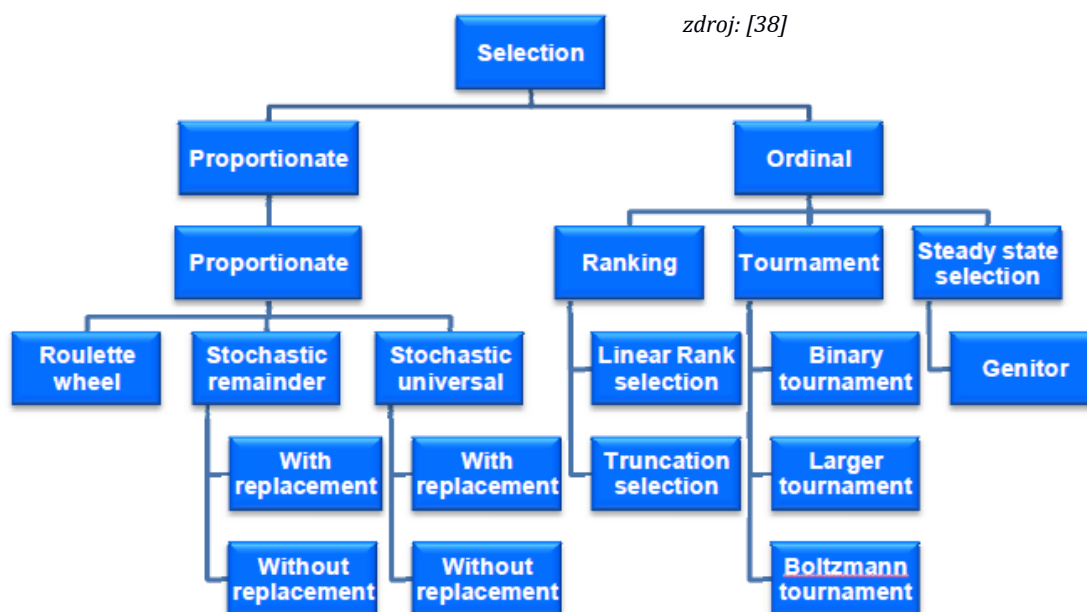 zdroj: [38]
Selection
Proportionate
Ordinal
Proportionate
Ranking
Tournament
Steady state
selection
Roulette
wheel
Stochastic
remainder
Stochastic
universal
Linear Rank
selection
Binary
tournament
Genitor
With
replacement
With
replacement
Truncation
selection
Larger
tournament
Without
replacement
Without
replacement
Boltzmann
tournament